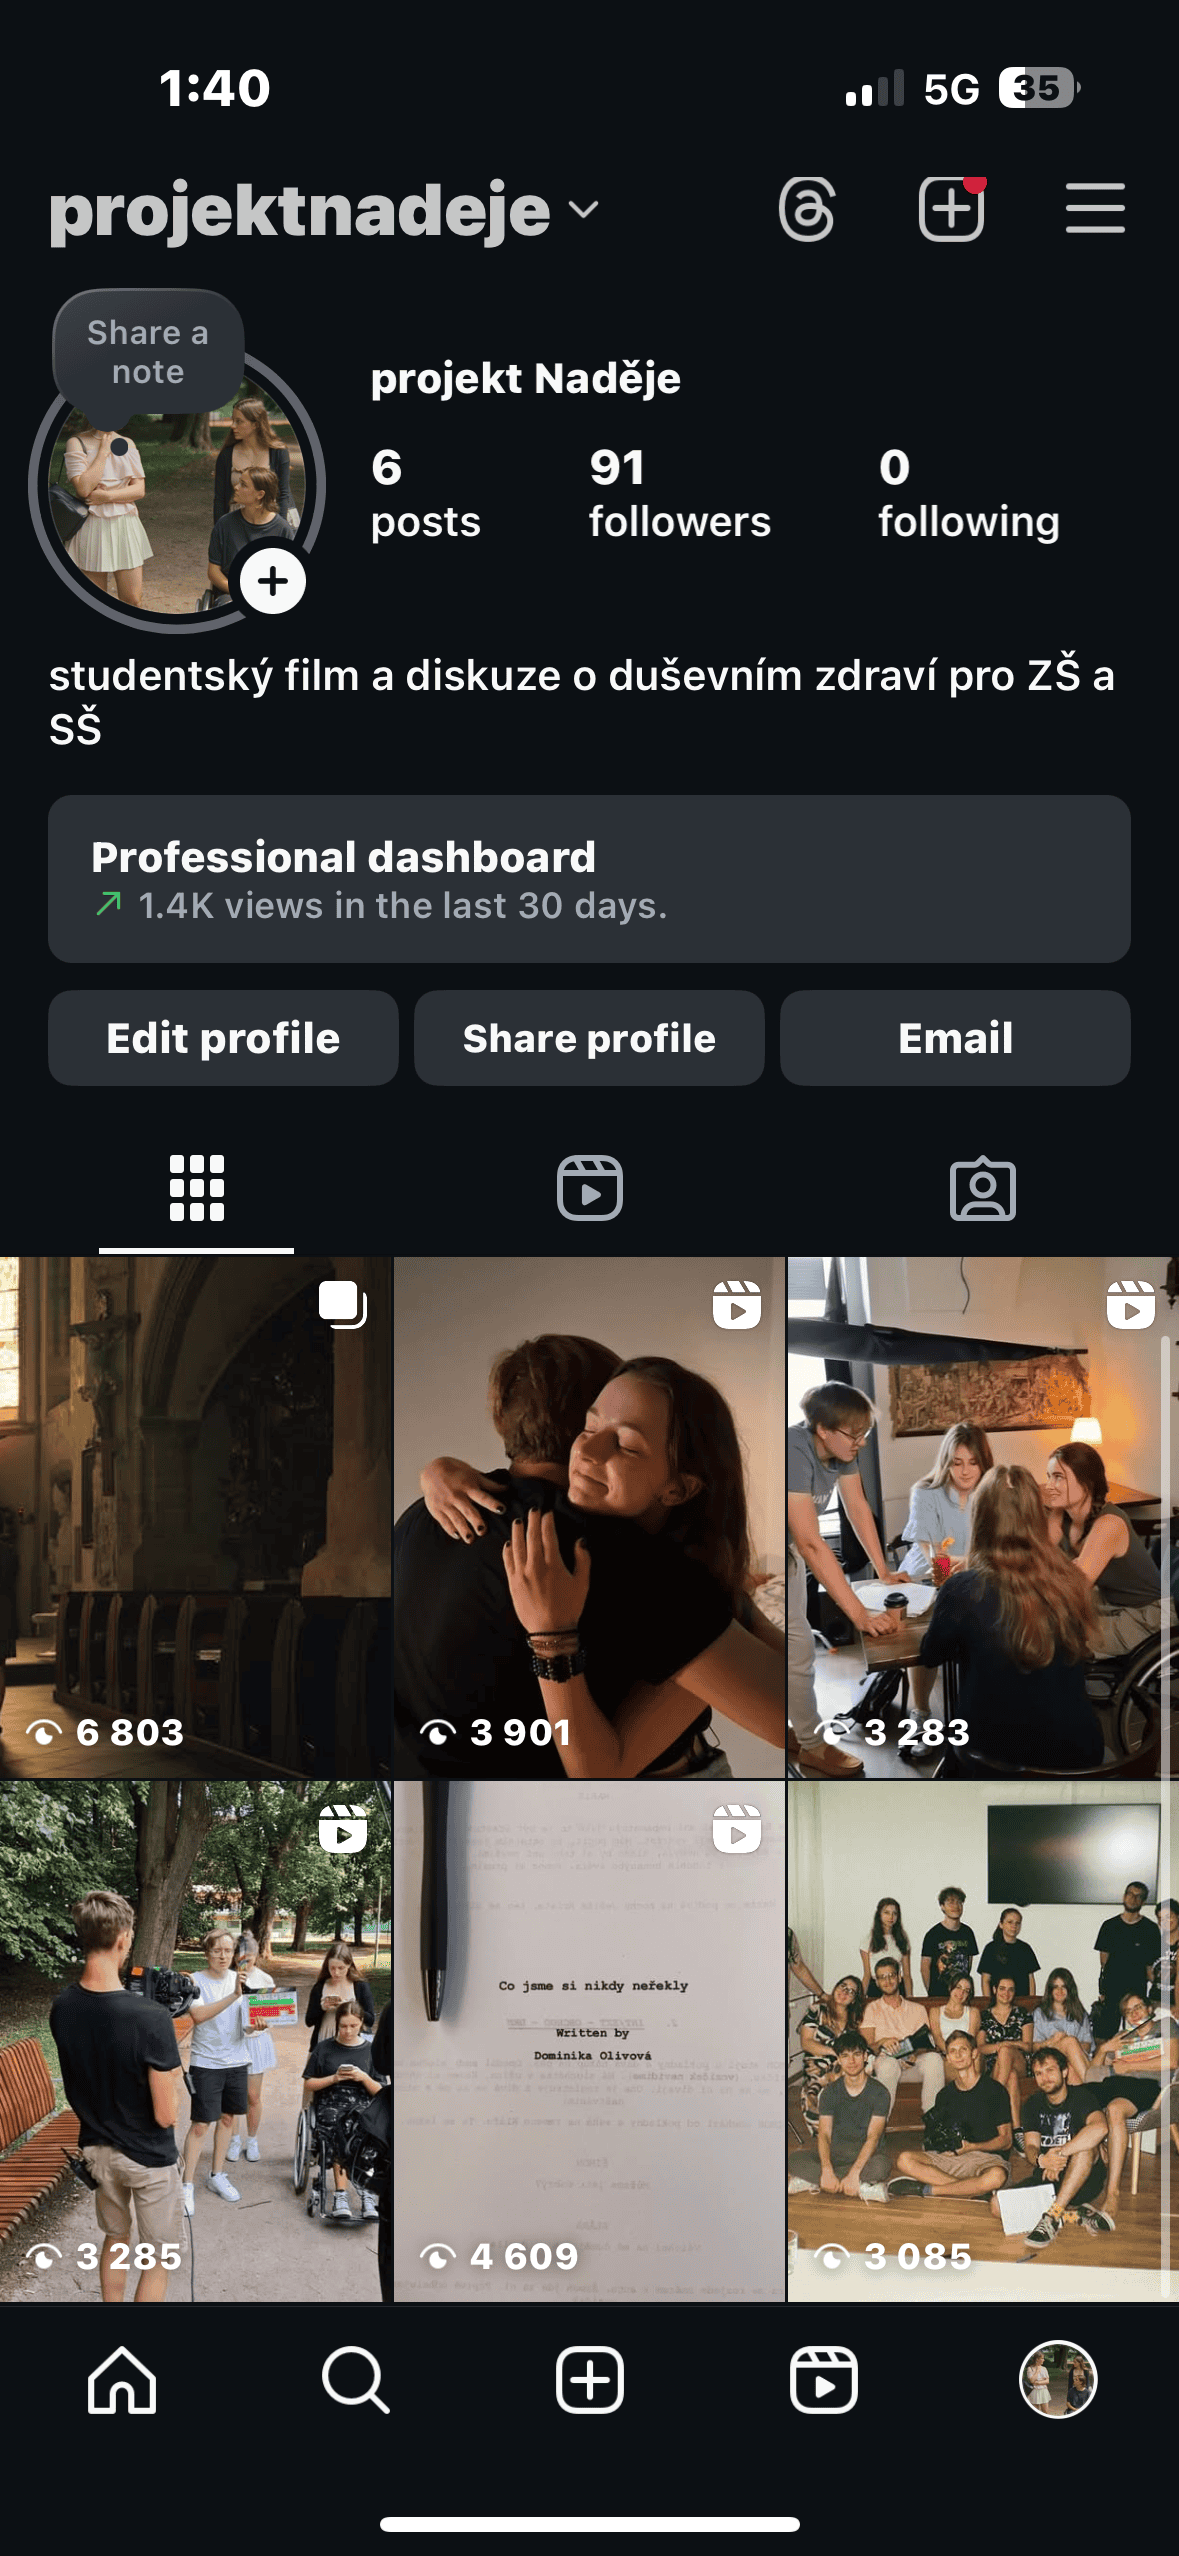 1:40
5G 35
projektnadeje
Share a
note
projekt Naděje
6 91 0
posts followers following
studentský film a diskuze o duševním zdraví pro ZŠ a
SŠ
Professional dashboard
1.4K views in the last 30 days.
Edit profile Share profile Email
6 803 3 901 3 283
Co jsme si nikdy neřekly
Written by
Dominika Olivová
3 285 4 609 3 085